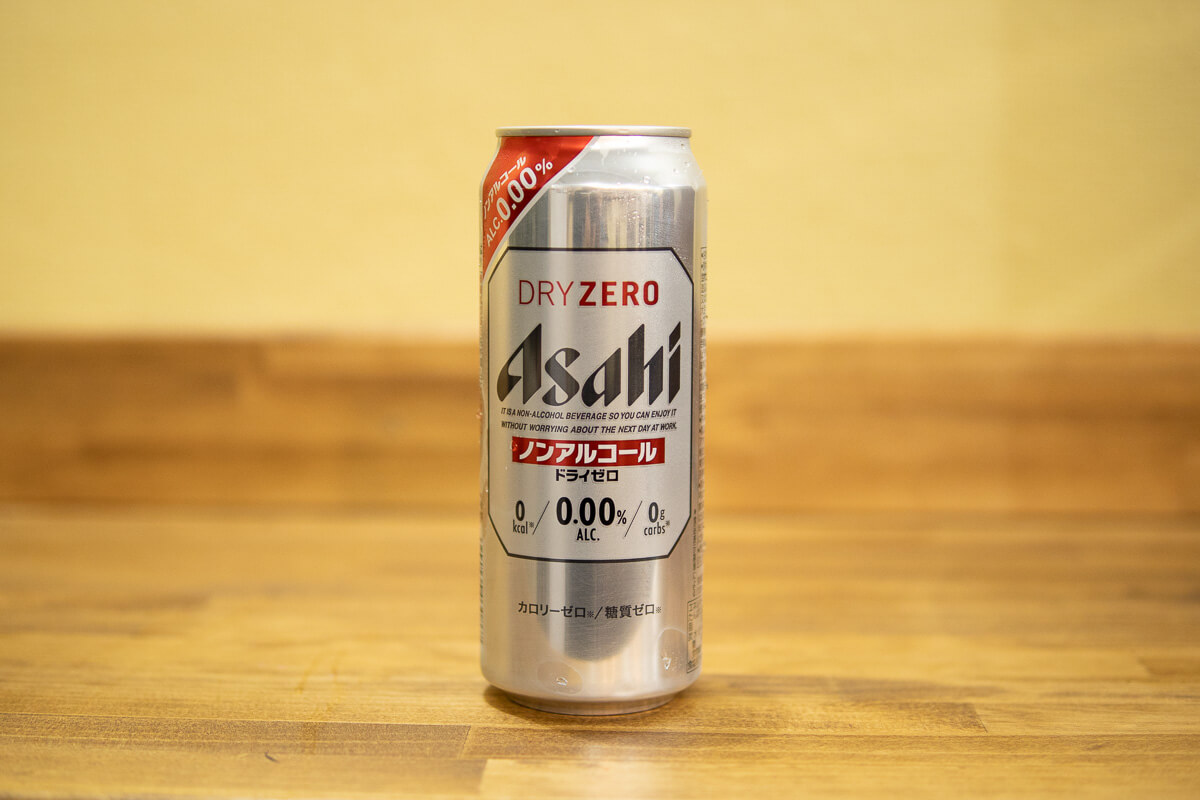 ノンアルコール
ALC.0.00%
DRY ZERO
Asahi
IT IS A NON-ALCOHOL BEVERAGE SO YOU CAN ENJOY IT
WITHOUT WORRYING ABOUT THE NEXT DAY AT WORK.
ノンアルコール
ドライゼロ
0 kcal※ / 0.00% ALC. / 0g carbs※
カロリーゼロ※/糖質ゼロ※